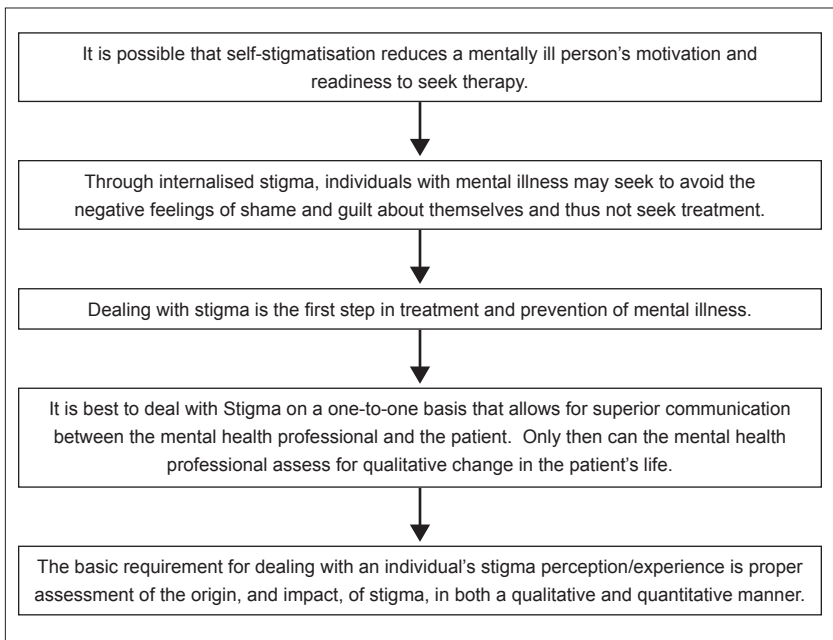 It is possible that self-stigmatisation reduces a mentally ill person's motivation and
readiness to seek therapy.
Through internalised stigma, individuals with mental illness may seek to avoid the
negative feelings of shame and guilt about themselves and thus not seek treatment.
Dealing with stigma is the first step in treatment and prevention of mental illness.
It is best to deal with Stigma on a one-to-one basis that allows for superior communication
between the mental health professional and the patient. Only then can the mental health
professional assess for qualitative change in the patient's life.
The basic requirement for dealing with an individual's stigma perception/experience is proper
assessment of the origin, and impact, of stigma, in both a qualitative and quantitative manner.